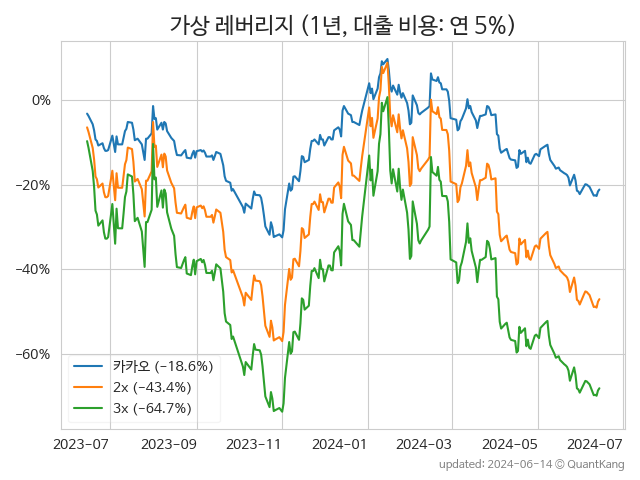 가상 레버리지 (1년, 대출 비용: 연 5%)
0%
−20%
−40%
−60%
카카오 (−18.6%)
2x (−43.4%)
3x (−64.7%)
2023-07 2023-09 2023-11 2024-01 2024-03 2024-05 2024-07
updated: 2024-06-14 © QuantKang